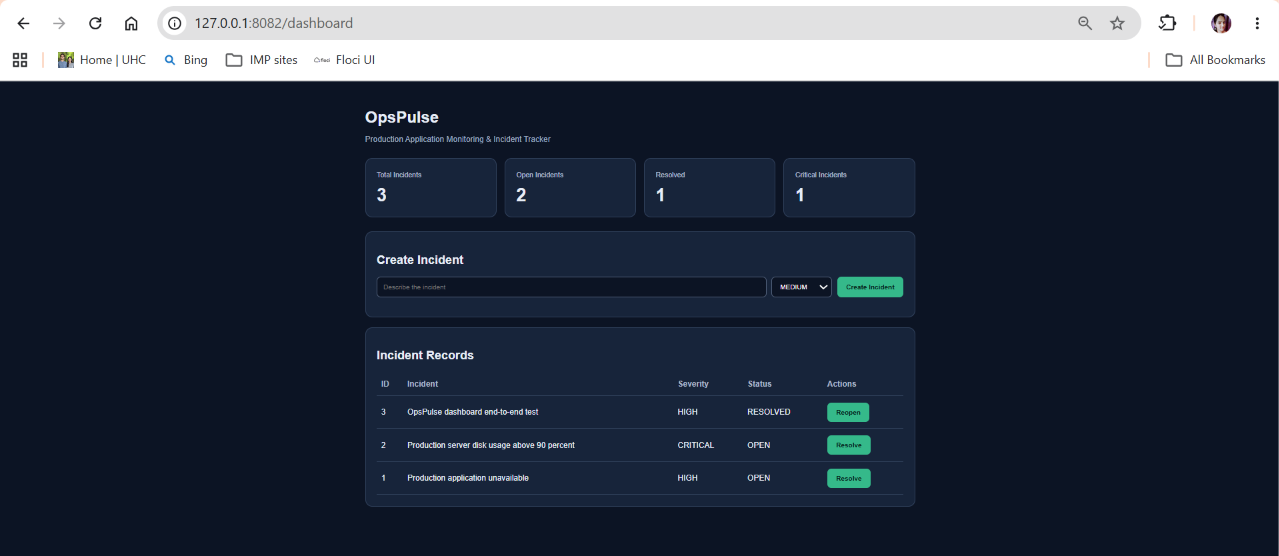 127.0.0.1:8082/dashboard
Home | UHC Bing IMP sites Floci UI All Bookmarks
OpsPulse
Production Application Monitoring & Incident Tracker
Total Incidents Open Incidents Resolved Critical Incidents
3 2 1 1
Create Incident
Describe the incident MEDIUM Create Incident
Incident Records
ID Incident Severity Status Actions
3 OpsPulse dashboard end-to-end test HIGH RESOLVED Reopen
2 Production server disk usage above 90 percent CRITICAL OPEN Resolve
1 Production application unavailable HIGH OPEN Resolve